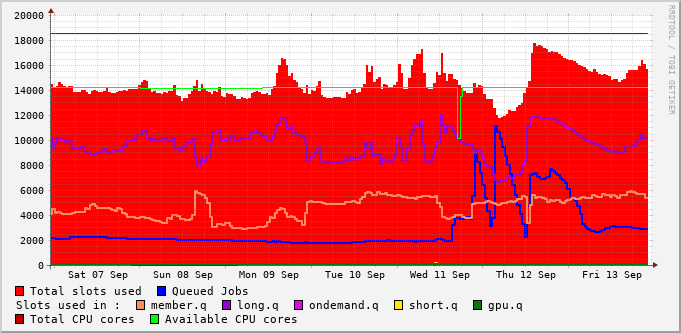 20000
18000
16000
14000
12000
10000
8000
6000
4000
2000
0
Sat 07 Sep Sun 08 Sep Mon 09 Sep Tue 10 Sep Wed 11 Sep Thu 12 Sep Fri 13 Sep
Total slots used Queued Jobs
Slots used in : member.q long.q ondemand.q short.q gpu.q
Total CPU cores Available CPU cores
RRDTOOL / TOBI OETIKER